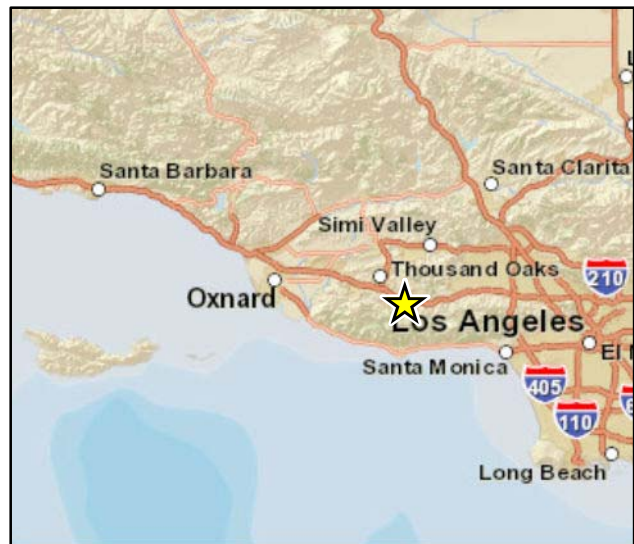 Santa Barbara
Santa Clarita
Simi Valley
Thousand Oaks
210
Oxnard
Los Angeles
Santa Monica
405
110
Long Beach